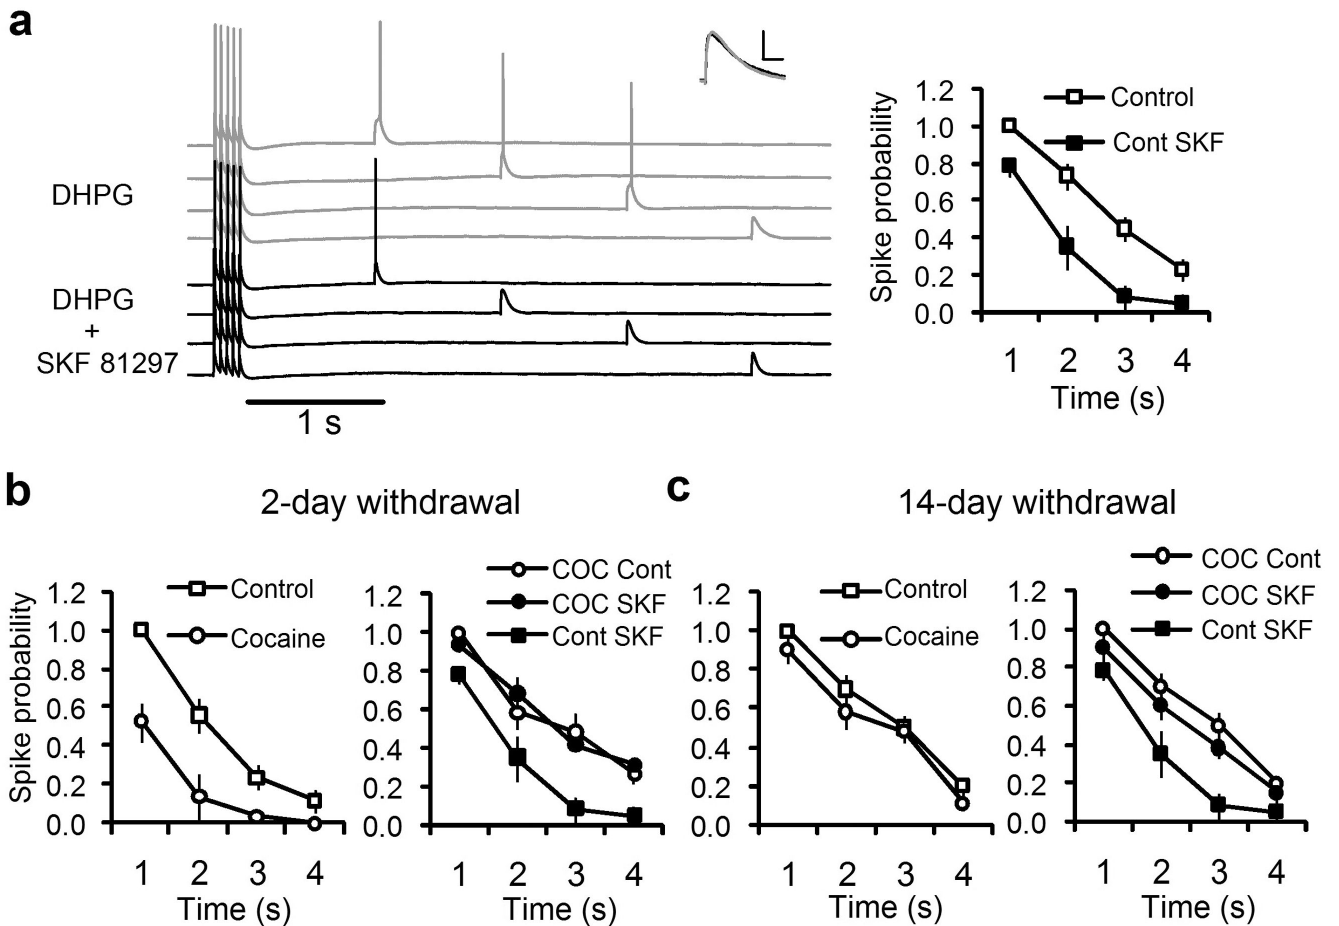 a
DHPG
DHPG
+
SKF 81297
1 s
Spike probability
1.2
1.0
0.8
0.6
0.4
0.2
0.0
Control
Cont SKF
1 2 3 4
Time (s)
b
2-day withdrawal
Spike probability
1.2
1.0
0.8
0.6
0.4
0.2
0.0
Control
Cocaine
1 2 3 4
Time (s)
1.2
1.0
0.8
0.6
0.4
0.2
0.0
COC Cont
COC SKF
Cont SKF
1 2 3 4
Time (s)
c
14-day withdrawal
1.2
1.0
0.8
0.6
0.4
0.2
0.0
Control
Cocaine
1 2 3 4
Time (s)
1.2
1.0
0.8
0.6
0.4
0.2
0.0
COC Cont
COC SKF
Cont SKF
1 2 3 4
Time (s)